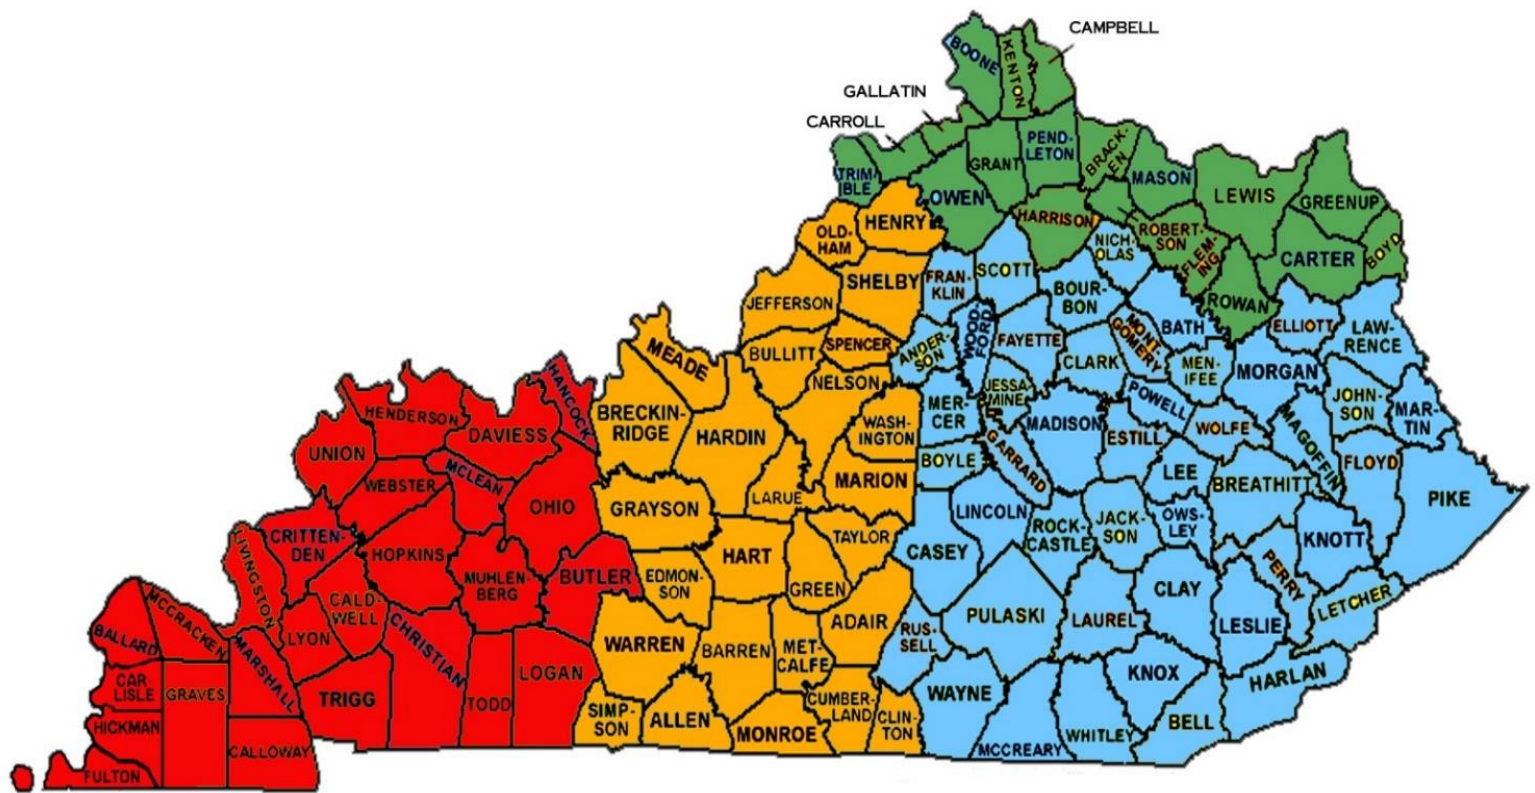 CAMPBELL
BOONE
KENTON
GALLATIN
CARROLL
PEND-
LETON
BRACK-
EN
GRANT
TRIM-
BLE
MASON
OWEN
LEWIS
GREENUP
HARRISON
ROBERT-
SON
FLEM-
ING
CARTER
BOYD
ROWAN
HENRY
OLD-
HAM
SHELBY
JEFFERSON
SPENCER
BULLITT
MEADE
NELSON
BRECKIN-
RIDGE
HARDIN
WASH-
INGTON
MARION
LARUE
GRAYSON
TAYLOR
HART
GREEN
EDMON-
SON
ADAIR
WARREN
BARREN
MET-
CALFE
CUMBER-
LAND
CLIN-
TON
SIMP-
SON
ALLEN
MONROE
NICH-
OLAS
SCOTT
FRAN-
KLIN
BOUR-
BON
WOOD-
FORD
FAYETTE
ANDER-
SON
MONT-
GOMERY
BATH
ELLIOTT
LAW-
RENCE
CLARK
MEN-
IFEE
MORGAN
JESSA-
MINE
MER-
CER
MADISON
POWELL
JOHN-
SON
MAR-
TIN
GARRARD
ESTILL
WOLFE
MAGOFFIN
BOYLE
LEE
BREATHITT
FLOYD
PIKE
LINCOLN
ROCK-
CASTLE
JACK-
SON
OWS-
LEY
KNOTT
CASEY
PERRY
CLAY
LETCHER
PULASKI
LAUREL
LESLIE
RUS-
SELL
KNOX
HARLAN
WAYNE
BELL
WHITLEY
MCCREARY
HANCOCK
HENDERSON
DAVIESS
UNION
MCLEAN
WEBSTER
OHIO
CRITTEN-
DEN
LIVINGSTON
HOPKINS
MUHLEN-
BERG
BUTLER
CALD-
WELL
LYON
CHRISTIAN
MCCRACKEN
BALLARD
MARSHALL
CAR-
LISLE
GRAVES
TRIGG
TODD
LOGAN
HICKMAN
CALLOWAY
FULTON